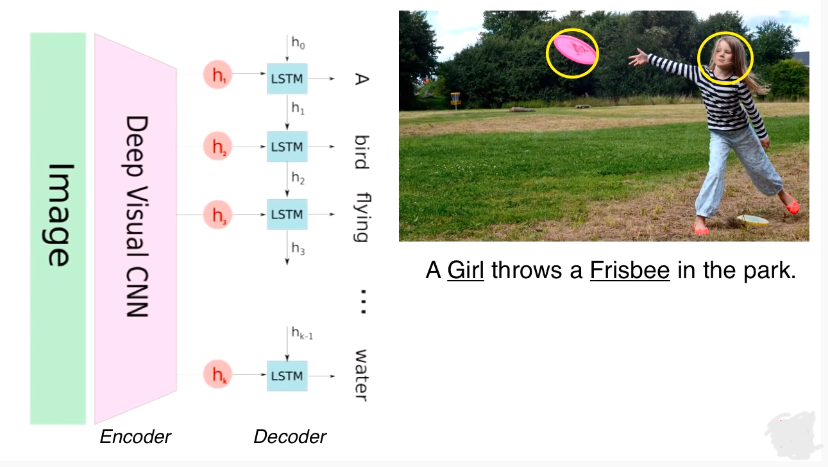 Image
Deep Visual CNN
h₀
h₁
LSTM
A
h₁
h₂
LSTM
bird
h₂
h₃
LSTM
flying
h₃
...
hₖ₋₁
hₖ
LSTM
water
Encoder
Decoder
A Girl throws a Frisbee in the park.